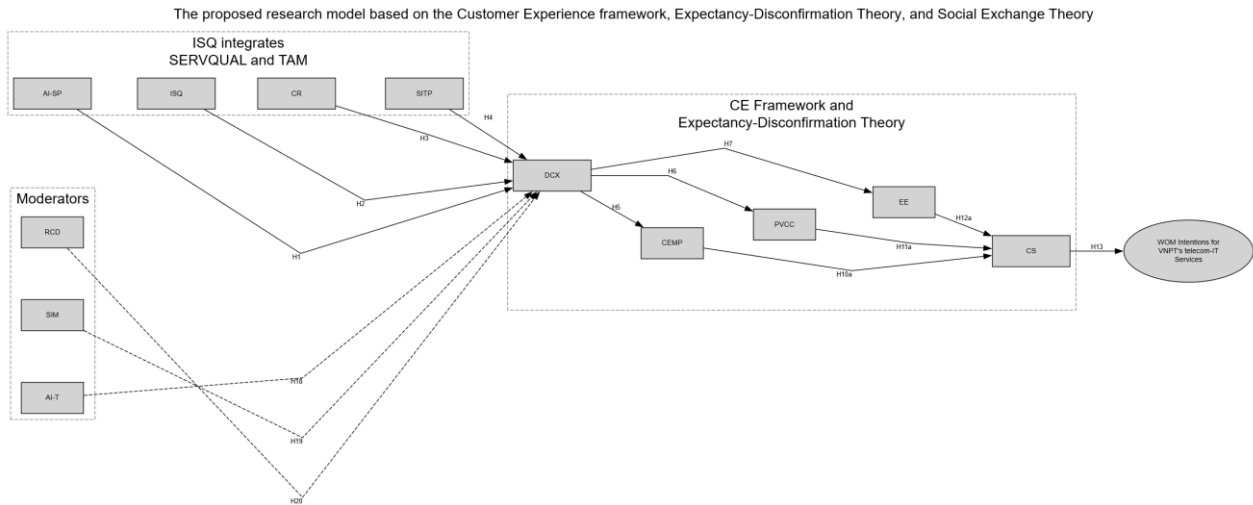 The proposed research model based on the Customer Experience framework, Expectancy-Disconfirmation Theory, and Social Exchange Theory
ISQ integrates
SERVQUAL and TAM
AI-SP
ISQ
CR
SITP
H4
H3
CE Framework and
Expectancy-Disconfirmation Theory
H7
DCX
H6
EE
Moderators
H2
H5
H12a
RCD
PVCC
CEMP
H11a
CS
H13
WOM Intentions for
VNPT's telecom-IT
Services
H1
H10a
SIM
H18
AI-T
H19
H20